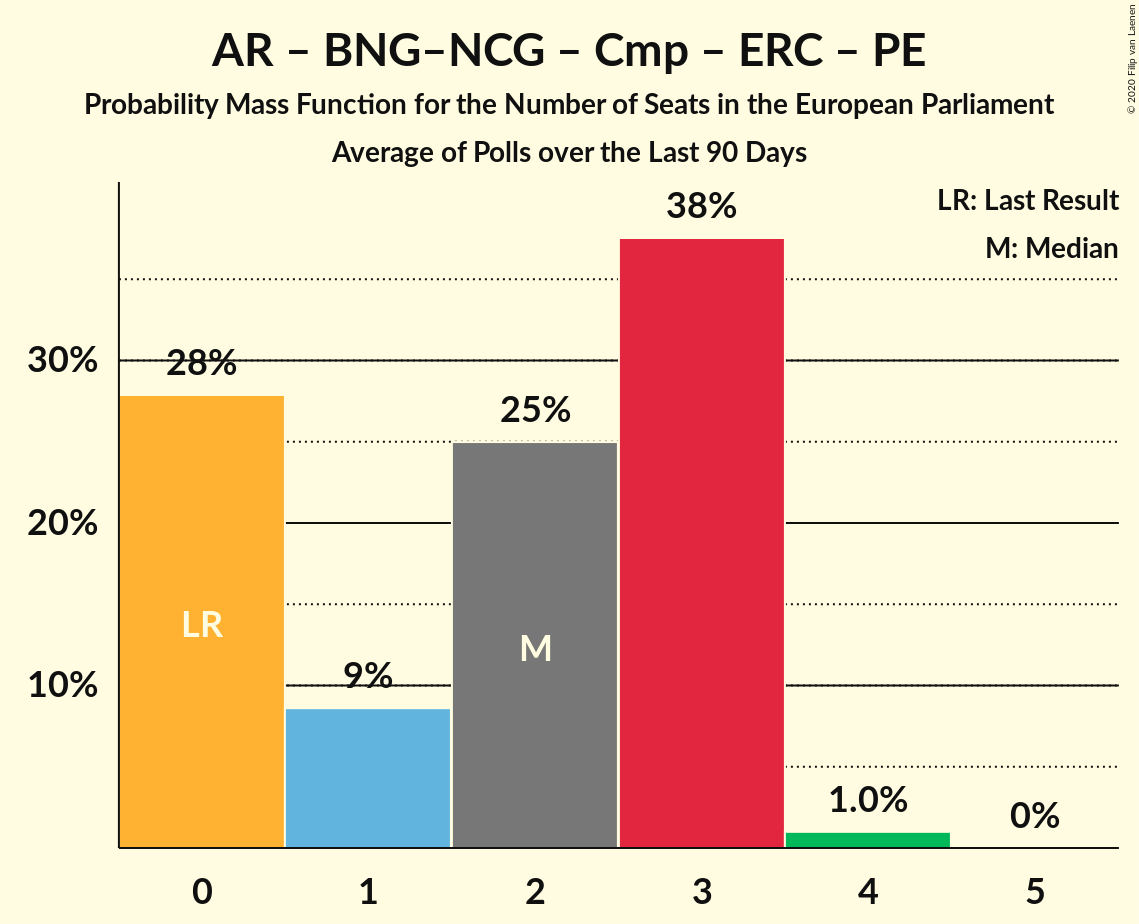 AR – BNG–NCG – Cmp – ERC – PE
Probability Mass Function for the Number of Seats in the European Parliament
Average of Polls over the Last 90 Days
© 2020 Filip van Laenen
LR: Last Result
M: Median
38%
30%
28%
25%
20%
LR
M
10%
9%
1.0%
0%
0 1 2 3 4 5